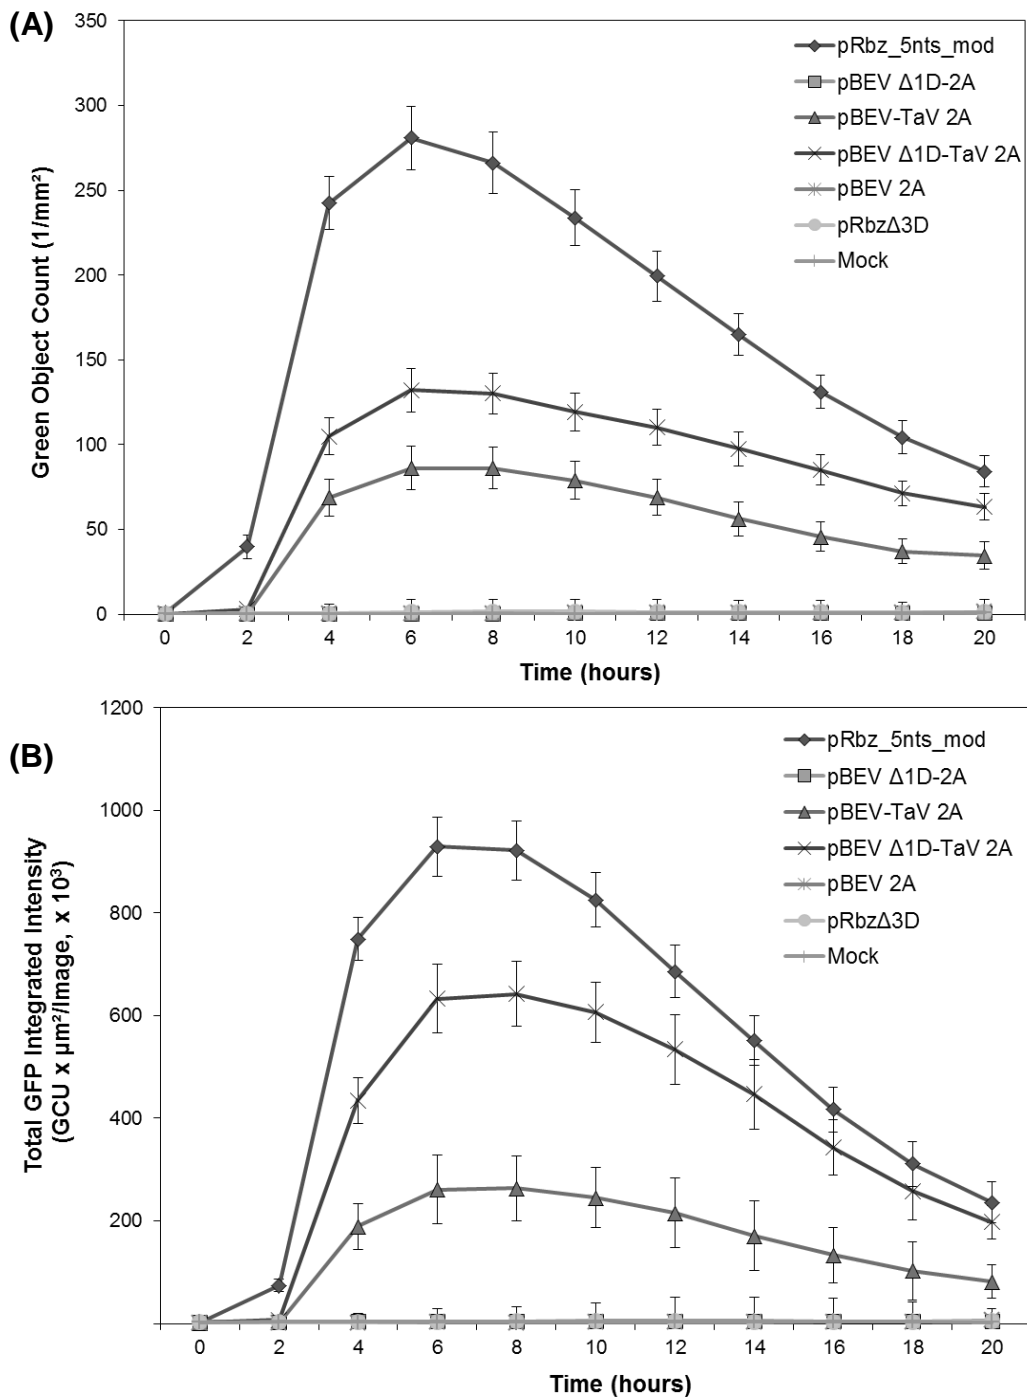 (A)
Green Object Count (1/mm²)
350
300
250
200
150
100
50
0
0 2 4 6 8 10 12 14 16 18 20
Time (hours)
pRbz_5nts_mod
pBEV Δ1D-2A
pBEV-TaV 2A
pBEV Δ1D-TaV 2A
pBEV 2A
pRbzΔ3D
Mock
(B)
Total GFP Integrated Intensity
(GCU x µm²/Image, x 10³)
1200
1000
800
600
400
200
0 2 4 6 8 10 12 14 16 18 20
Time (hours)
pRbz_5nts_mod
pBEV Δ1D-2A
pBEV-TaV 2A
pBEV Δ1D-TaV 2A
pBEV 2A
pRbzΔ3D
Mock